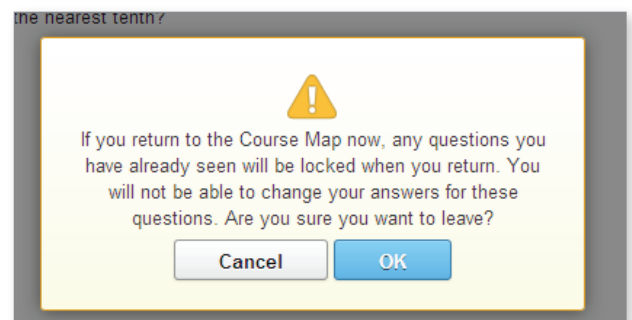 the nearest tenth?
If you return to the Course Map now, any questions you
have already seen will be locked when you return. You
will not be able to change your answers for these
questions. Are you sure you want to leave?
Cancel OK